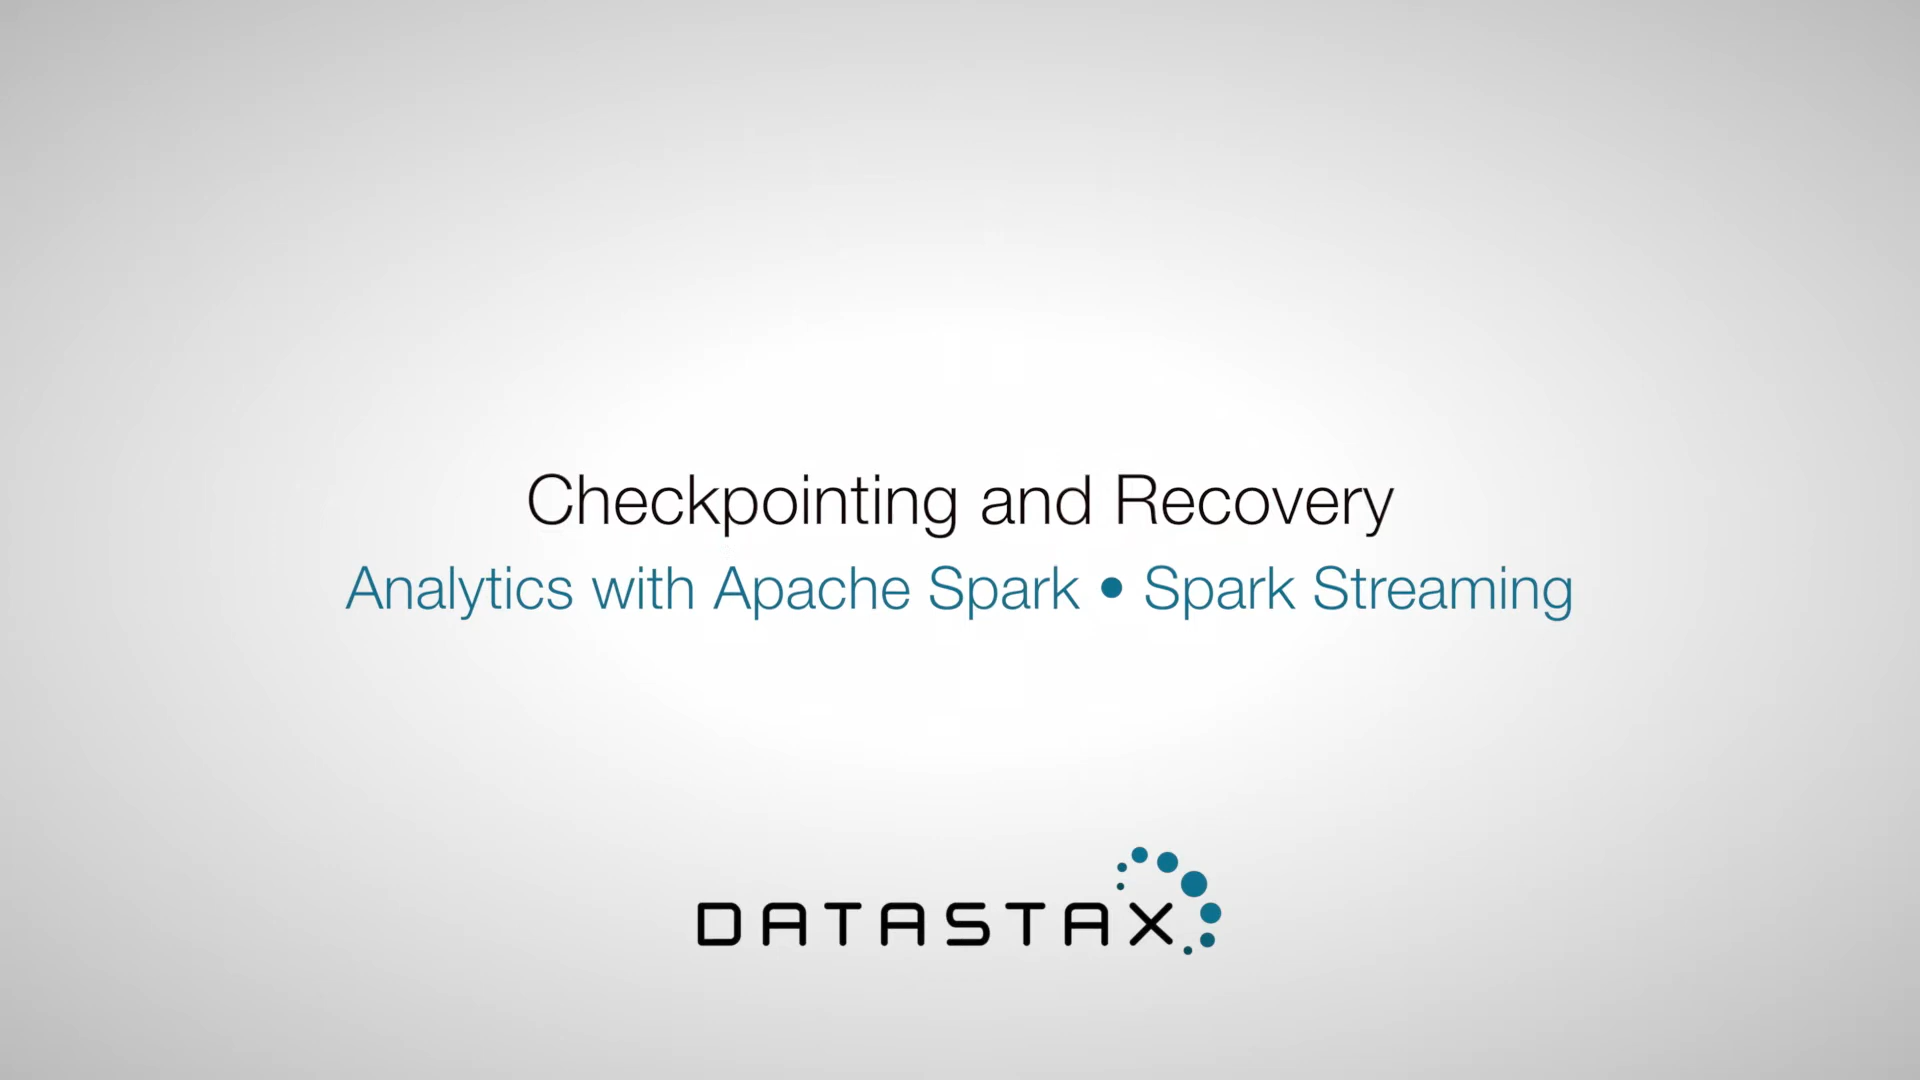 Checkpointing and Recovery
Analytics with Apache Spark • Spark Streaming
DATASTAX